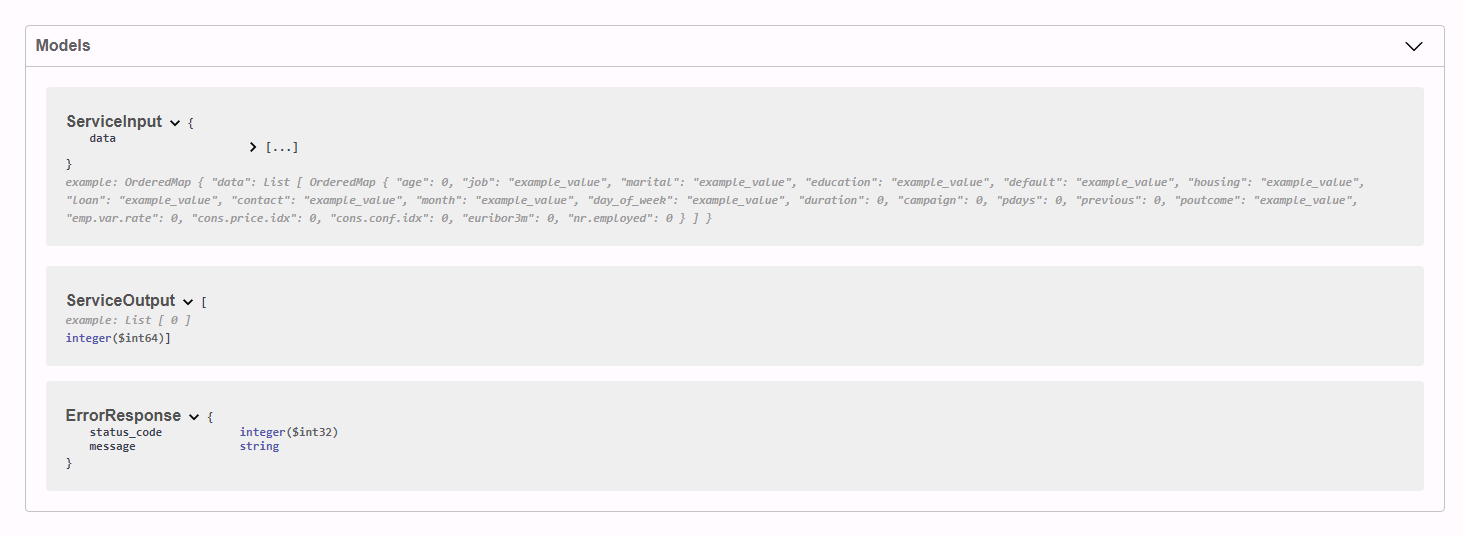 Models
ServiceInput {
data
[...]
}
example: OrderedMap { "data": List [ OrderedMap { "age": 0, "job": "example_value", "marital": "example_value", "education": "example_value", "default": "example_value", "housing": "example_value",
"loan": "example_value", "contact": "example_value", "month": "example_value", "day_of_week": "example_value", "duration": 0, "campaign": 0, "pdays": 0, "previous": 0, "poutcome": "example_value",
"emp.var.rate": 0, "cons.price.idx": 0, "cons.conf.idx": 0, "euribor3m": 0, "nr.employed": 0 } ] }
ServiceOutput [
example: List [ 0 ]
integer($int64)]
ErrorResponse {
status_code integer($int32)
message string
}